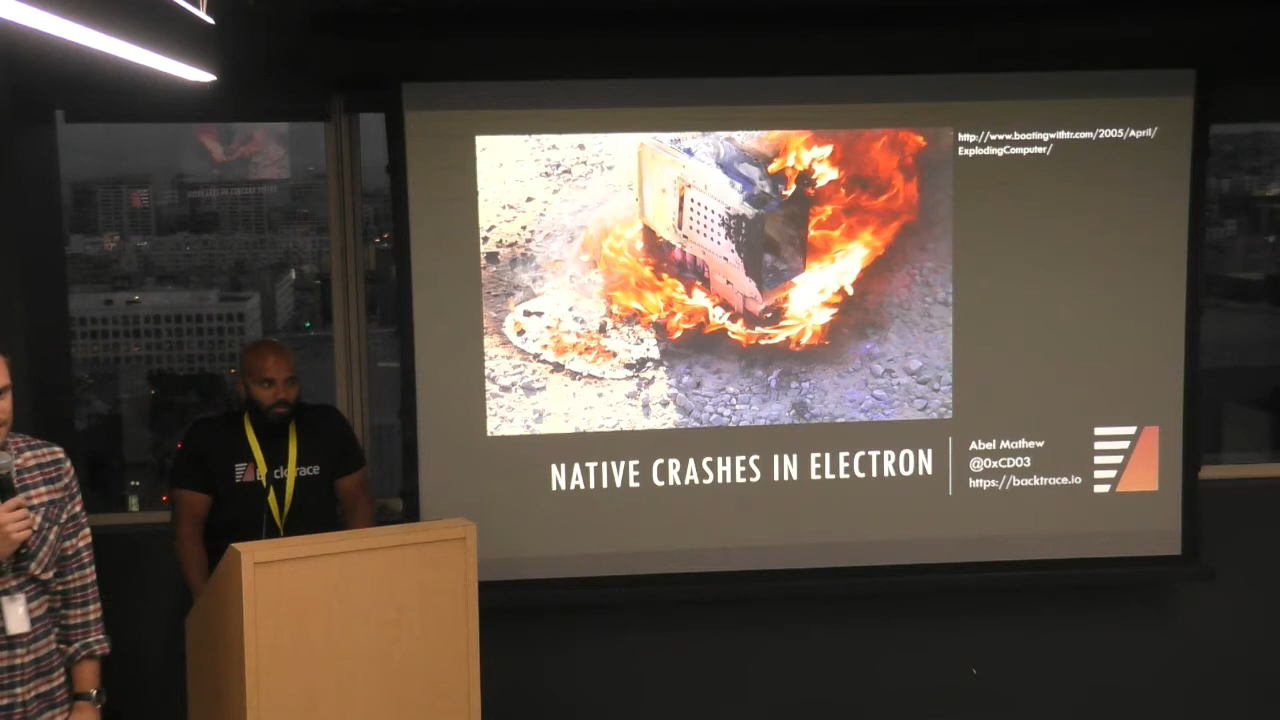 http://www.boatingwithtr.com/2005/April/
ExplodingComputer/
NATIVE CRASHES IN ELECTRON
Abel Mathew
@0xCD03
https://backtrace.io